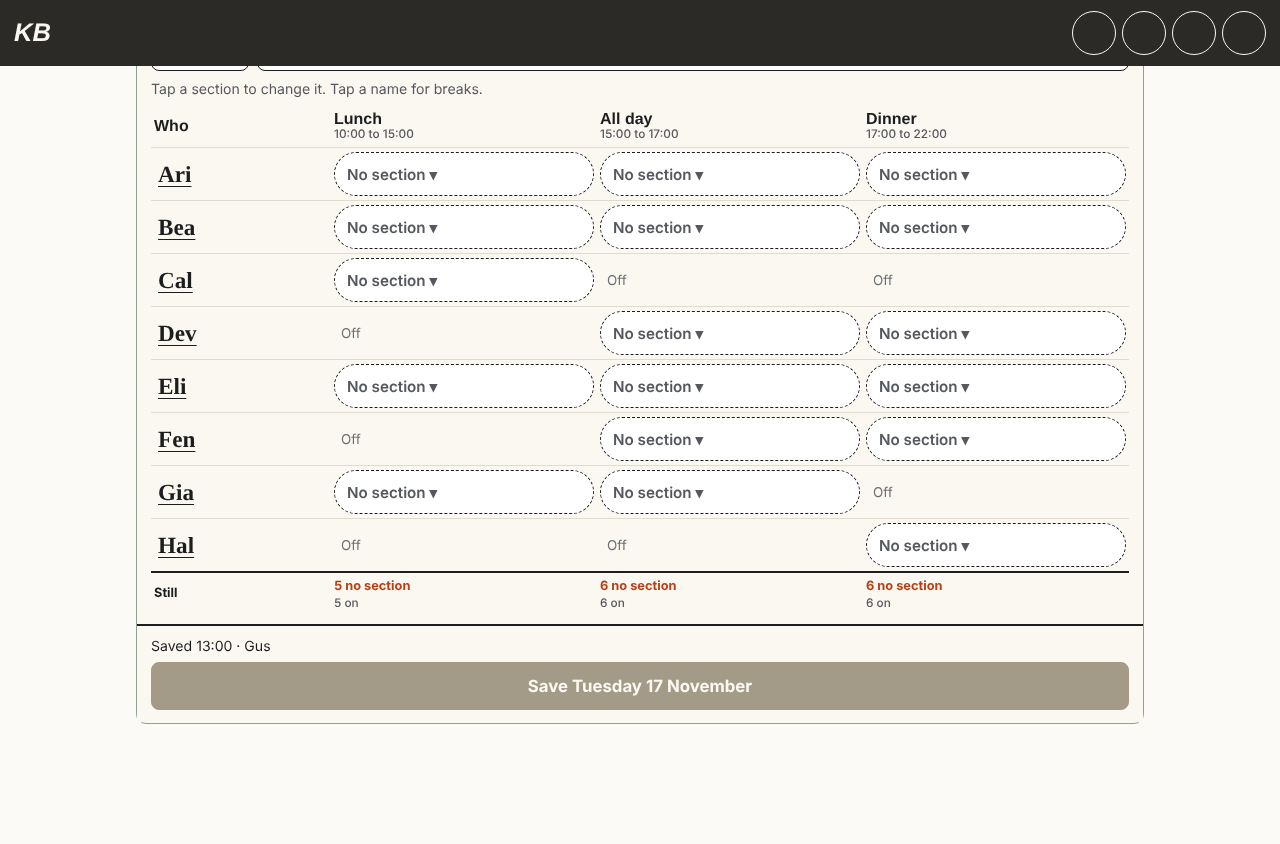 KB
Tap a section to change it. Tap a name for breaks.
Who Lunch All day Dinner
10:00 to 15:00 15:00 to 17:00 17:00 to 22:00
Ari No section ▾ No section ▾ No section ▾
Bea No section ▾ No section ▾ No section ▾
Cal No section ▾ Off Off
Dev Off No section ▾ No section ▾
Eli No section ▾ No section ▾ No section ▾
Fen Off No section ▾ No section ▾
Gia No section ▾ No section ▾ Off
Hal Off Off No section ▾
Still 5 no section 6 no section 6 no section
5 on 6 on 6 on
Saved 13:00 · Gus
Save Tuesday 17 November